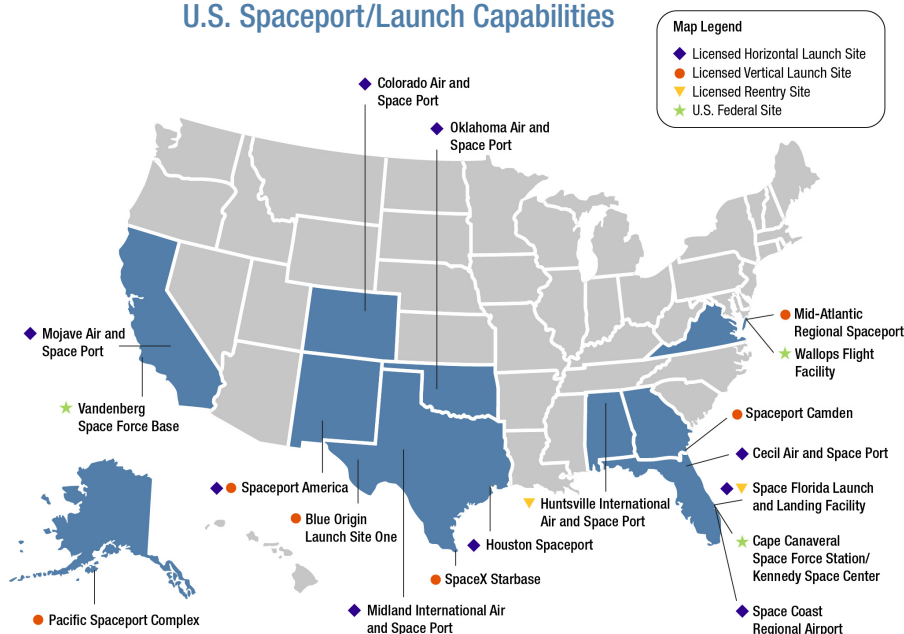 U.S. Spaceport/Launch Capabilities
Map Legend
Licensed Horizontal Launch Site
Licensed Vertical Launch Site
Licensed Reentry Site
U.S. Federal Site
Colorado Air and
Space Port
Oklahoma Air and
Space Port
Mojave Air and
Space Port
Vandenberg
Space Force Base
Mid-Atlantic
Regional Spaceport
Wallops Flight
Facility
Spaceport Camden
Cecil Air and Space Port
Space Florida Launch
and Landing Facility
Cape Canaveral
Space Force Station/
Kennedy Space Center
Space Coast
Regional Airport
Spaceport America
Blue Origin
Launch Site One
Huntsville International
Air and Space Port
Houston Spaceport
SpaceX Starbase
Midland International Air
and Space Port
Pacific Spaceport Complex